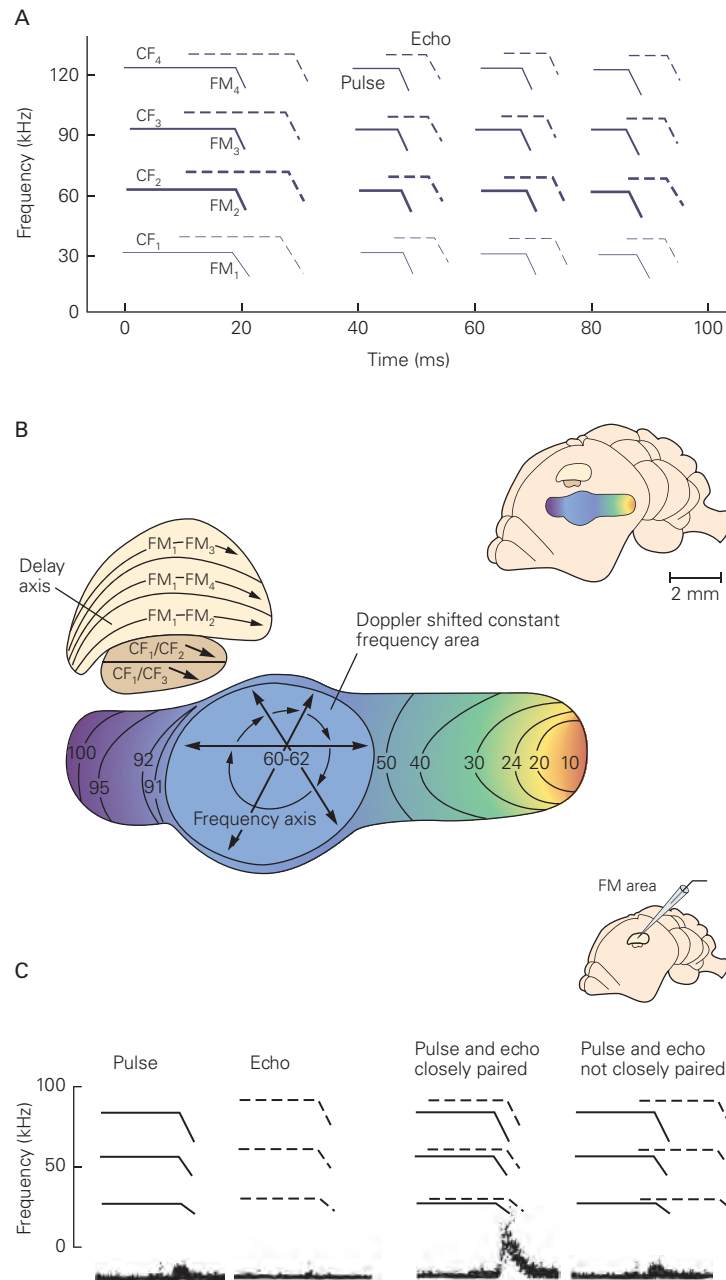 A
Echo
Pulse
Frequency (kHz)
120
90
60
30
0
CF₄
FM₄
CF₃
FM₃
CF₂
FM₂
CF₁
FM₁
0
20
40
60
80
100
Time (ms)
B
2 mm
Delay
axis
FM₁–FM₃
FM₁–FM₄
FM₁–FM₂
CF₁/CF₂
CF₁/CF₃
Doppler shifted constant
frequency area
100
95
92
91
60-62
Frequency axis
50
40
30
24
20
10
FM area
C
Pulse
Echo
Pulse and echo
closely paired
Pulse and echo
not closely paired
Frequency (kHz)
100
50
0